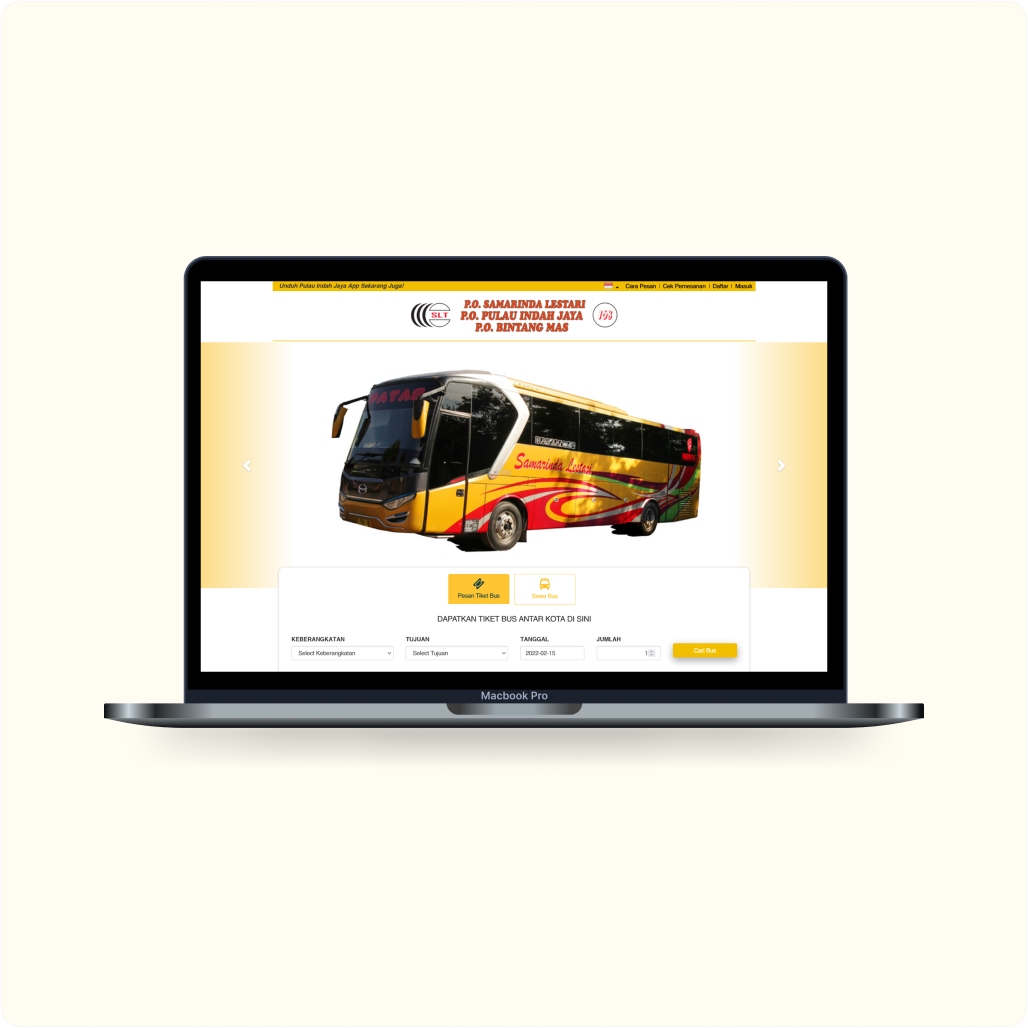 Unduh Pulau Indah Jaya App Sekarang Juga!
Cara Pesan | Cek Pemesanan | Daftar | Masuk
SLT
P.O. SAMARINDA LESTARI
P.O. PULAU INDAH JAYA
P.O. BINTANG MAS
PATAS
Samarinda Lestari
Pesan Tiket Bus
Sewa Bus
DAPATKAN TIKET BUS ANTAR KOTA DI SINI
KEBERANGKATAN TUJUAN TANGGAL JUMLAH
Select Keberangkatan Select Tujuan 2022-02-15 1 Cari Bus
Macbook Pro